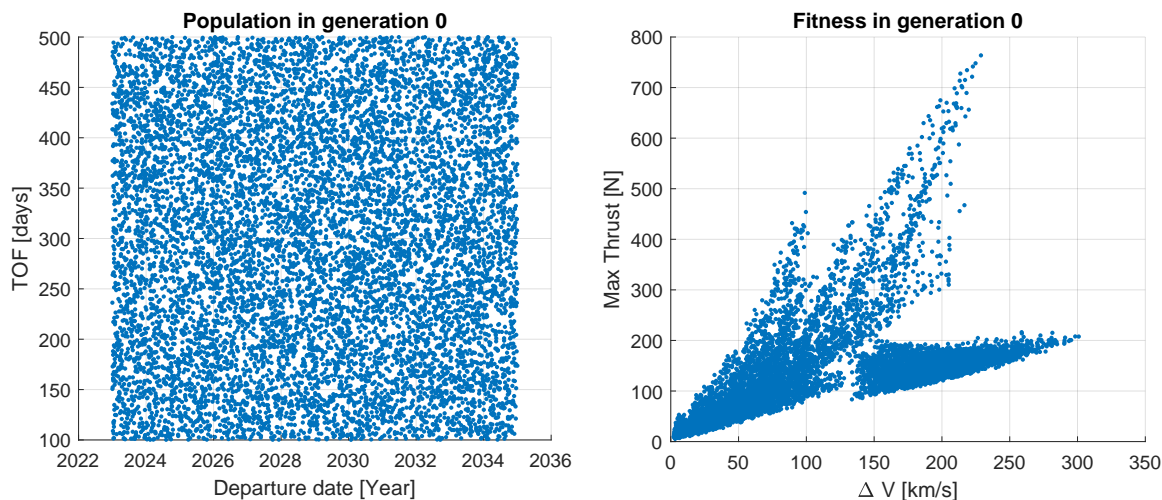 Population in generation 0
500
450
400
350
300
250
200
150
100
TOF [days]
2022 2024 2026 2028 2030 2032 2034 2036
Departure date [Year]
Fitness in generation 0
800
700
600
500
400
300
200
100
0
Max Thrust [N]
0 50 100 150 200 250 300 350
Δ V [km/s]